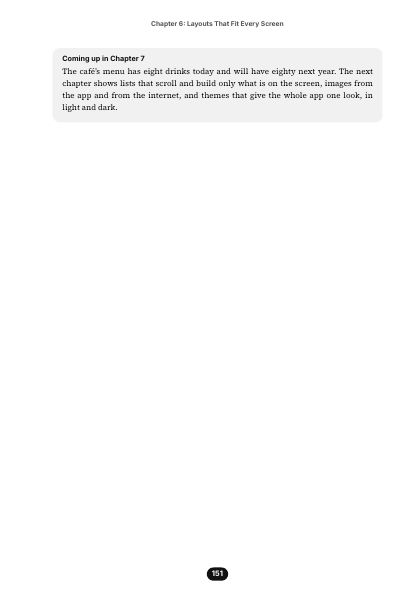 Chapter 6: Layouts That Fit Every Screen
Coming up in Chapter 7
The café's menu has eight drinks today and will have eighty next year. The next
chapter shows lists that scroll and build only what is on the screen, images from
the app and from the internet, and themes that give the whole app one look, in
light and dark.
151